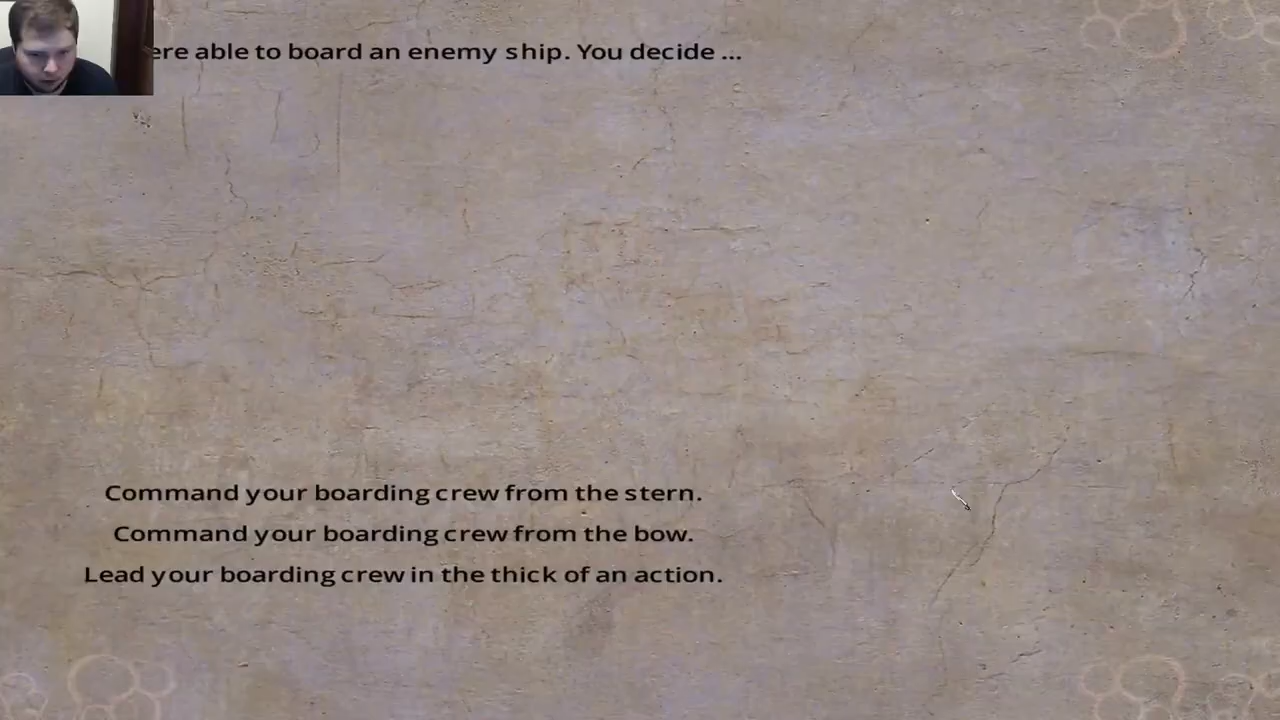 able to board an enemy ship. You decide ...
Command your boarding crew from the stern.
Command your boarding crew from the bow.
Lead your boarding crew in the thick of an action.